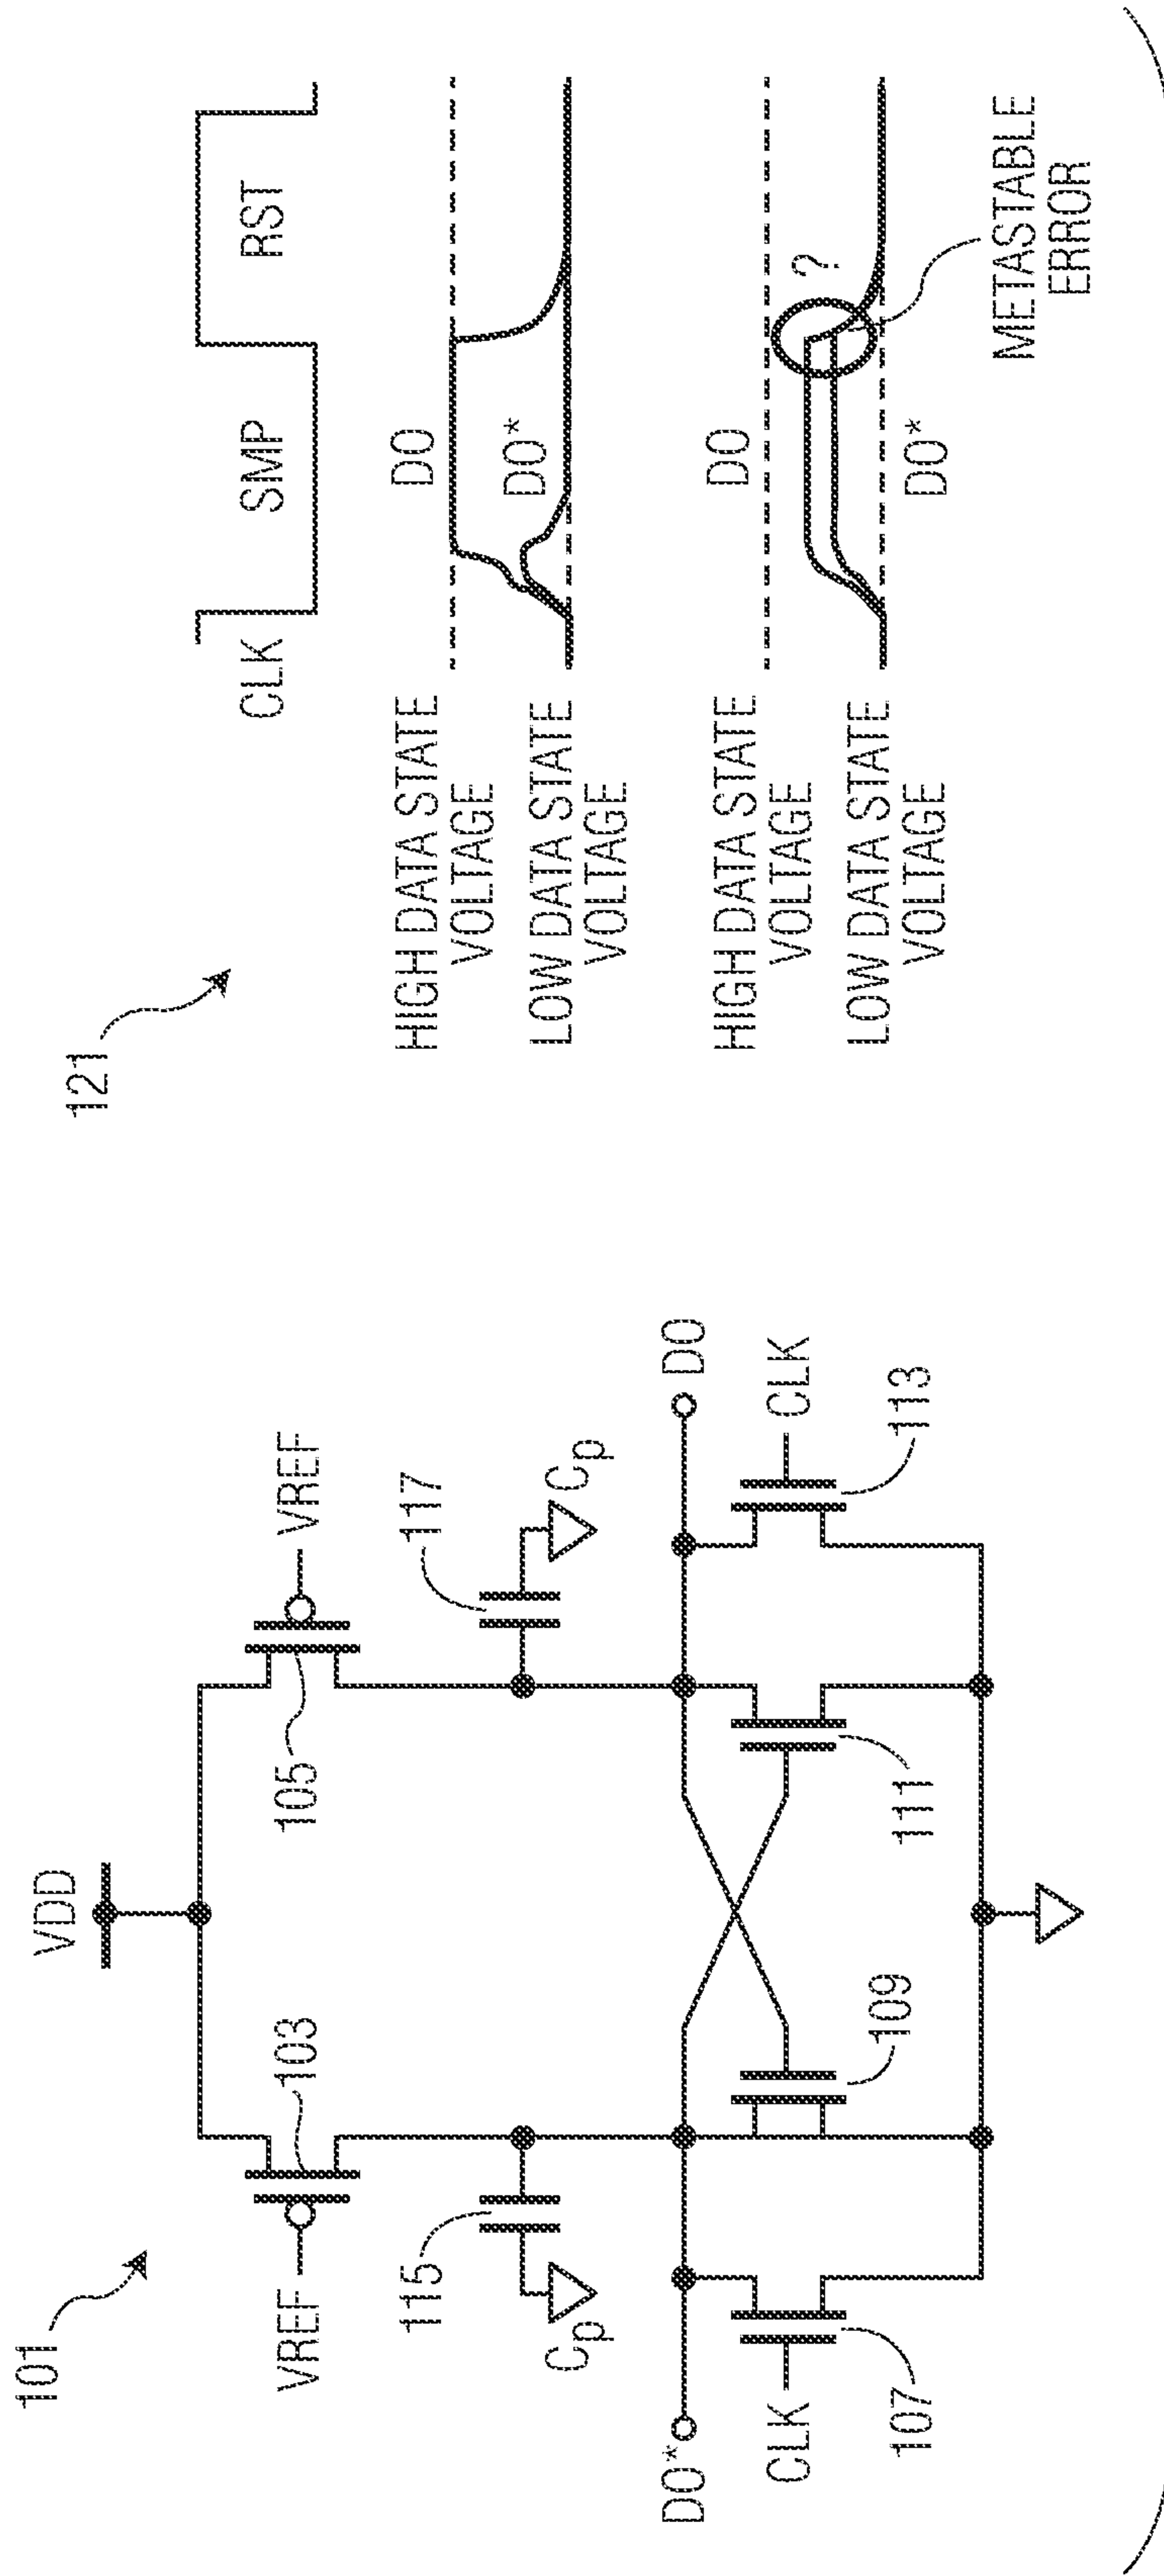 101
VDD
VREF
103
105
VREF
115
Cp
117
Cp
DO*
DO
CLK
107
109
111
113
CLK
121
CLK
SMP
RST
HIGH DATA STATE
VOLTAGE
DO
LOW DATA STATE
VOLTAGE
DO*
HIGH DATA STATE
VOLTAGE
DO
?
LOW DATA STATE
VOLTAGE
DO*
METASTABLE
ERROR